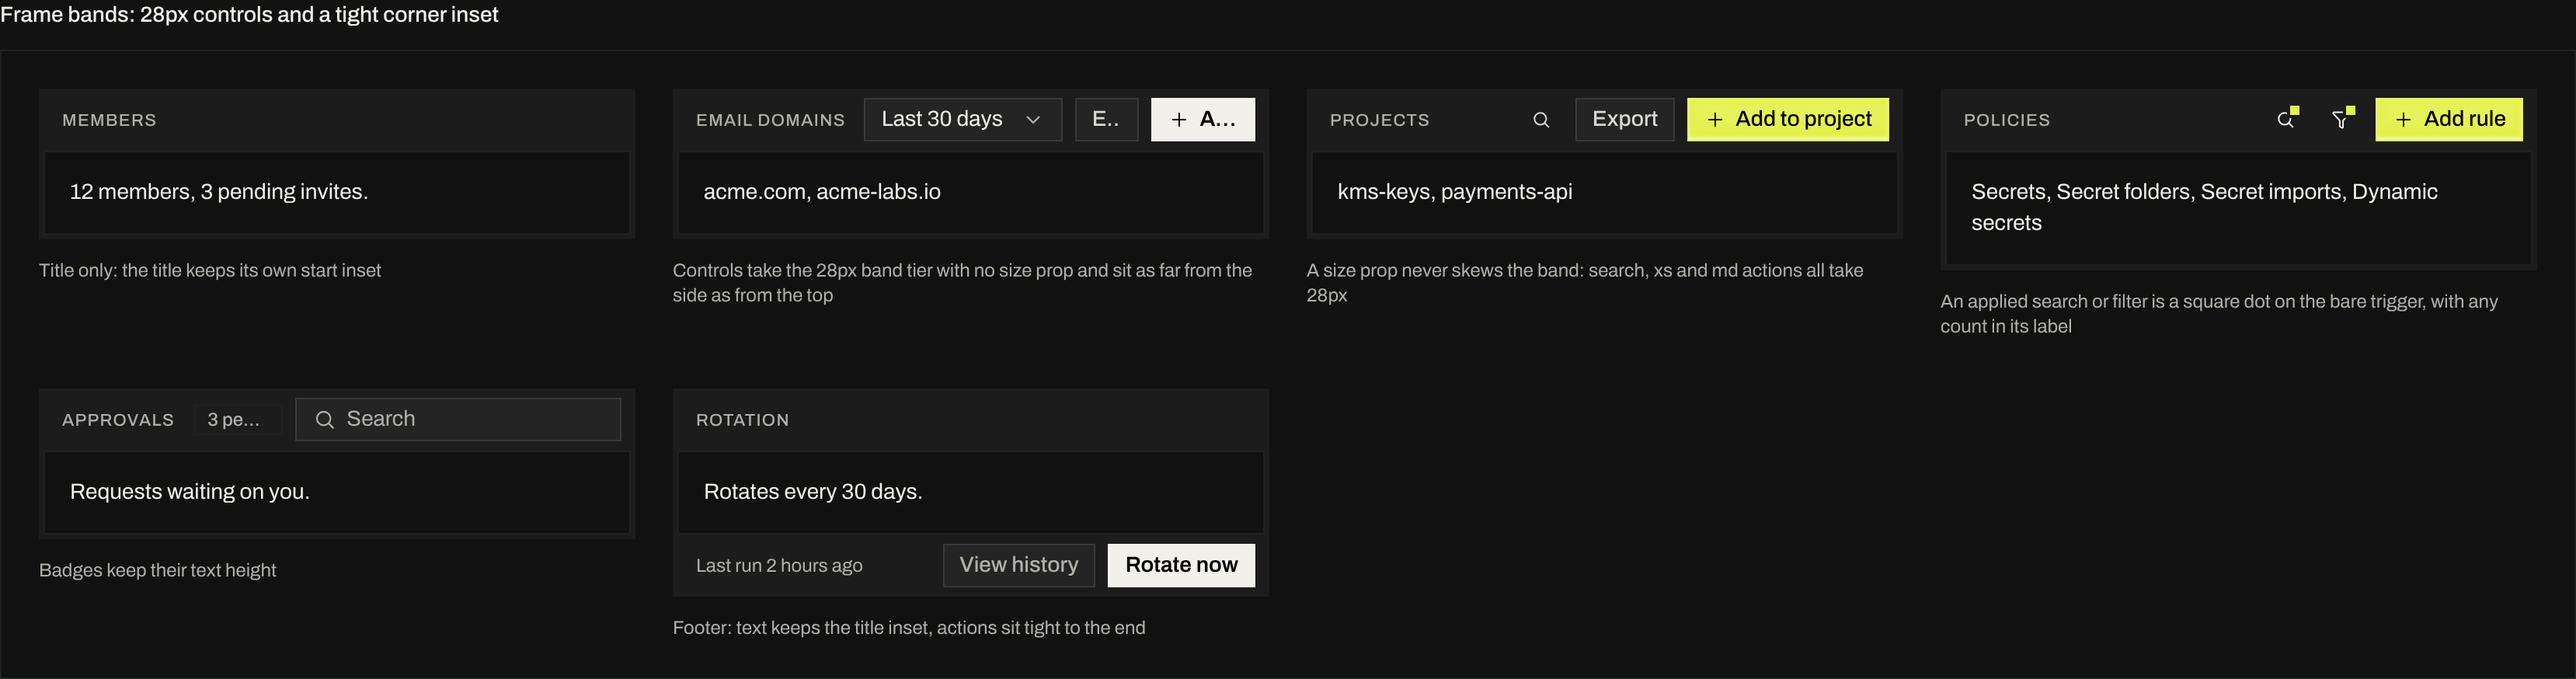 Frame bands: 28px controls and a tight corner inset
MEMBERS
12 members, 3 pending invites.
Title only: the title keeps its own start inset
EMAIL DOMAINS
Last 30 days
E..
+ A...
acme.com, acme-labs.io
Controls take the 28px band tier with no size prop and sit as far from the
side as from the top
PROJECTS
Export
+ Add to project
kms-keys, payments-api
A size prop never skews the band: search, xs and md actions all take
28px
POLICIES
+ Add rule
Secrets, Secret folders, Secret imports, Dynamic
secrets
An applied search or filter is a square dot on the bare trigger, with any
count in its label
APPROVALS
3 pe...
Search
Requests waiting on you.
Badges keep their text height
ROTATION
Rotates every 30 days.
Last run 2 hours ago
View history
Rotate now
Footer: text keeps the title inset, actions sit tight to the end